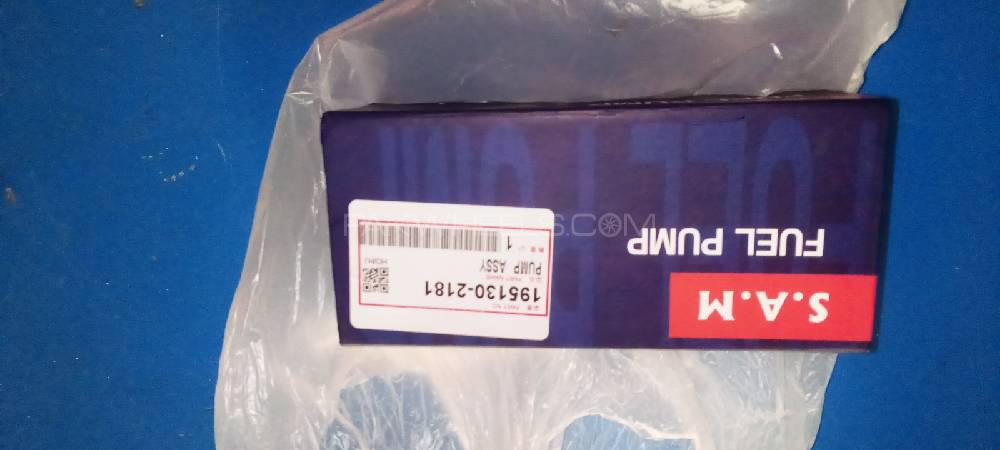 S.A.M
FUEL PUMP
195130-2181
PUMP ASSY
1
PAKWHEELS.COM